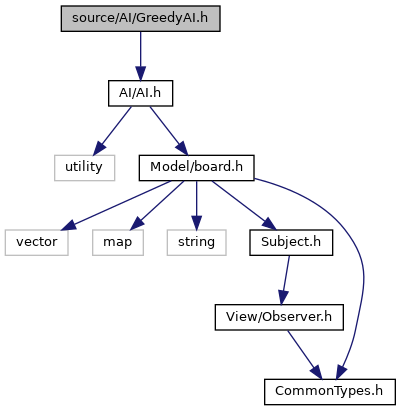 source/AI/GreedyAI.h
AI/AI.h
utility
Model/board.h
vector
map
string
Subject.h
View/Observer.h
CommonTypes.h